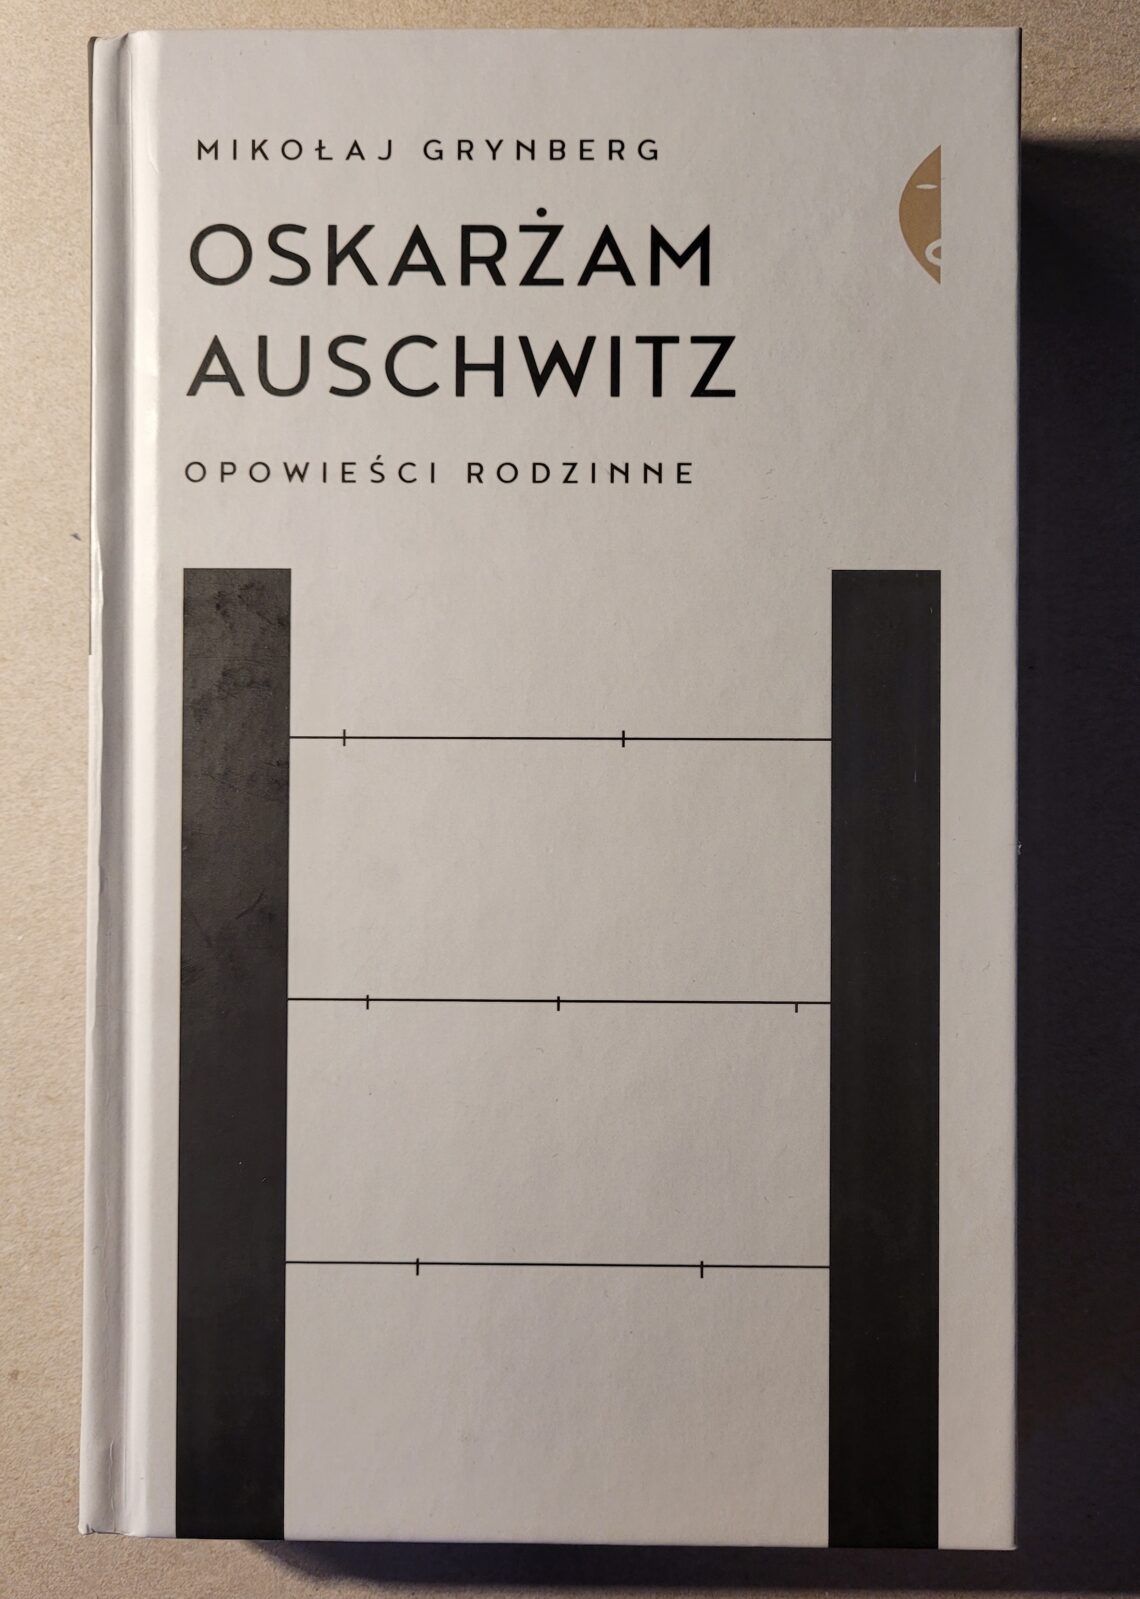 MIKOŁAJ GRYNBERG
OSKARŻAM
AUSCHWITZ
OPOWIEŚCI RODZINNE